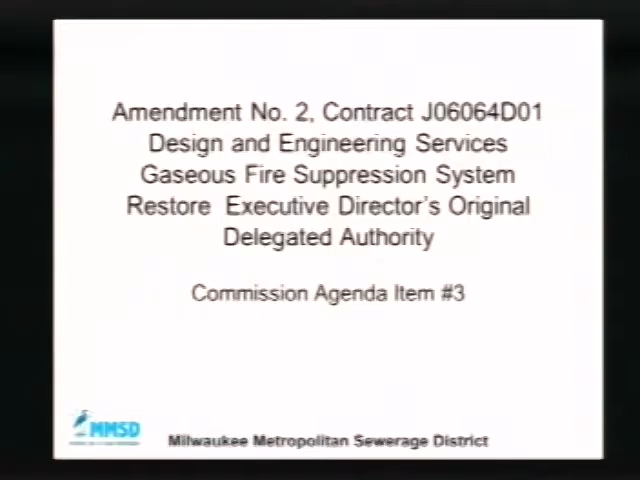 Amendment No. 2, Contract J06064D01
Design and Engineering Services
Gaseous Fire Suppression System
Restore Executive Director's Original
Delegated Authority
Commission Agenda Item #3
MMSD
Milwaukee Metropolitan Sewerage District